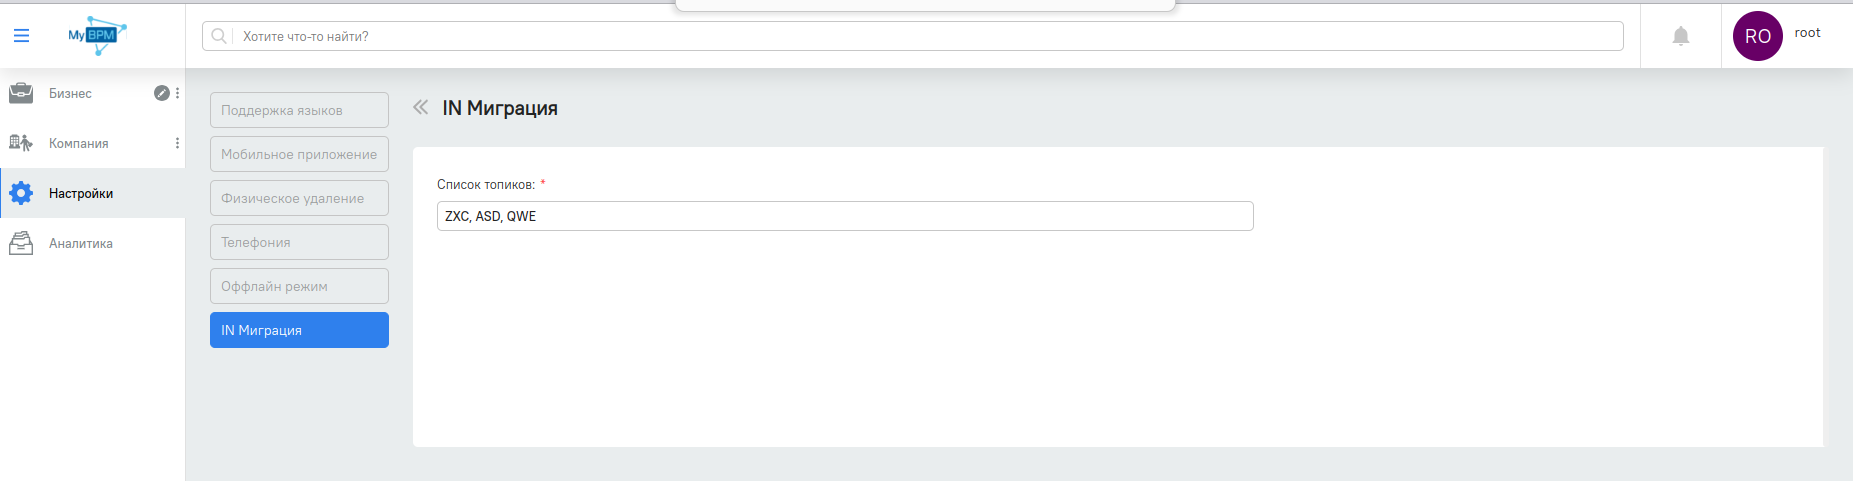 My BPM
Хотите что-то найти?
RO
root
Бизнес
Компания
Настройки
Аналитика
Поддержка языков
Мобильное приложение
Физическое удаление
Телефония
Оффлайн режим
IN Миграция
IN Миграция
Список топиков: *
ZXC, ASD, QWE